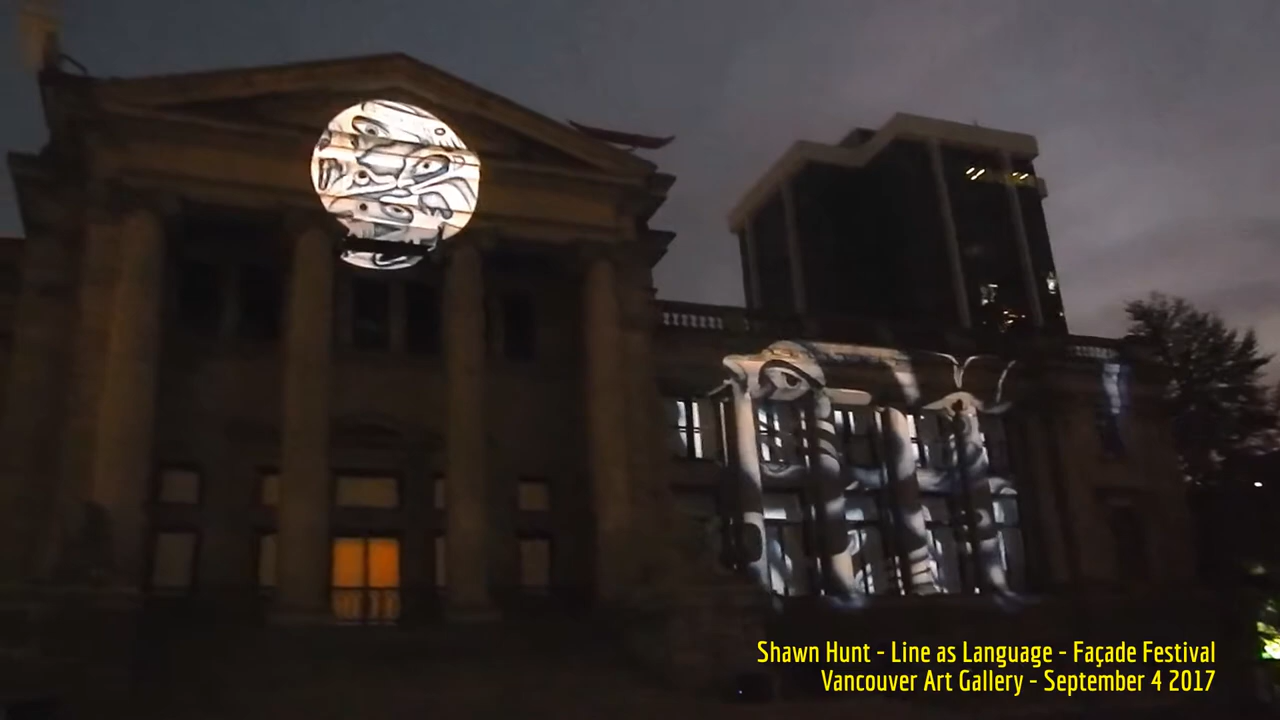 Shawn Hunt - Line as Language - Façade Festival
Vancouver Art Gallery - September 4 2017